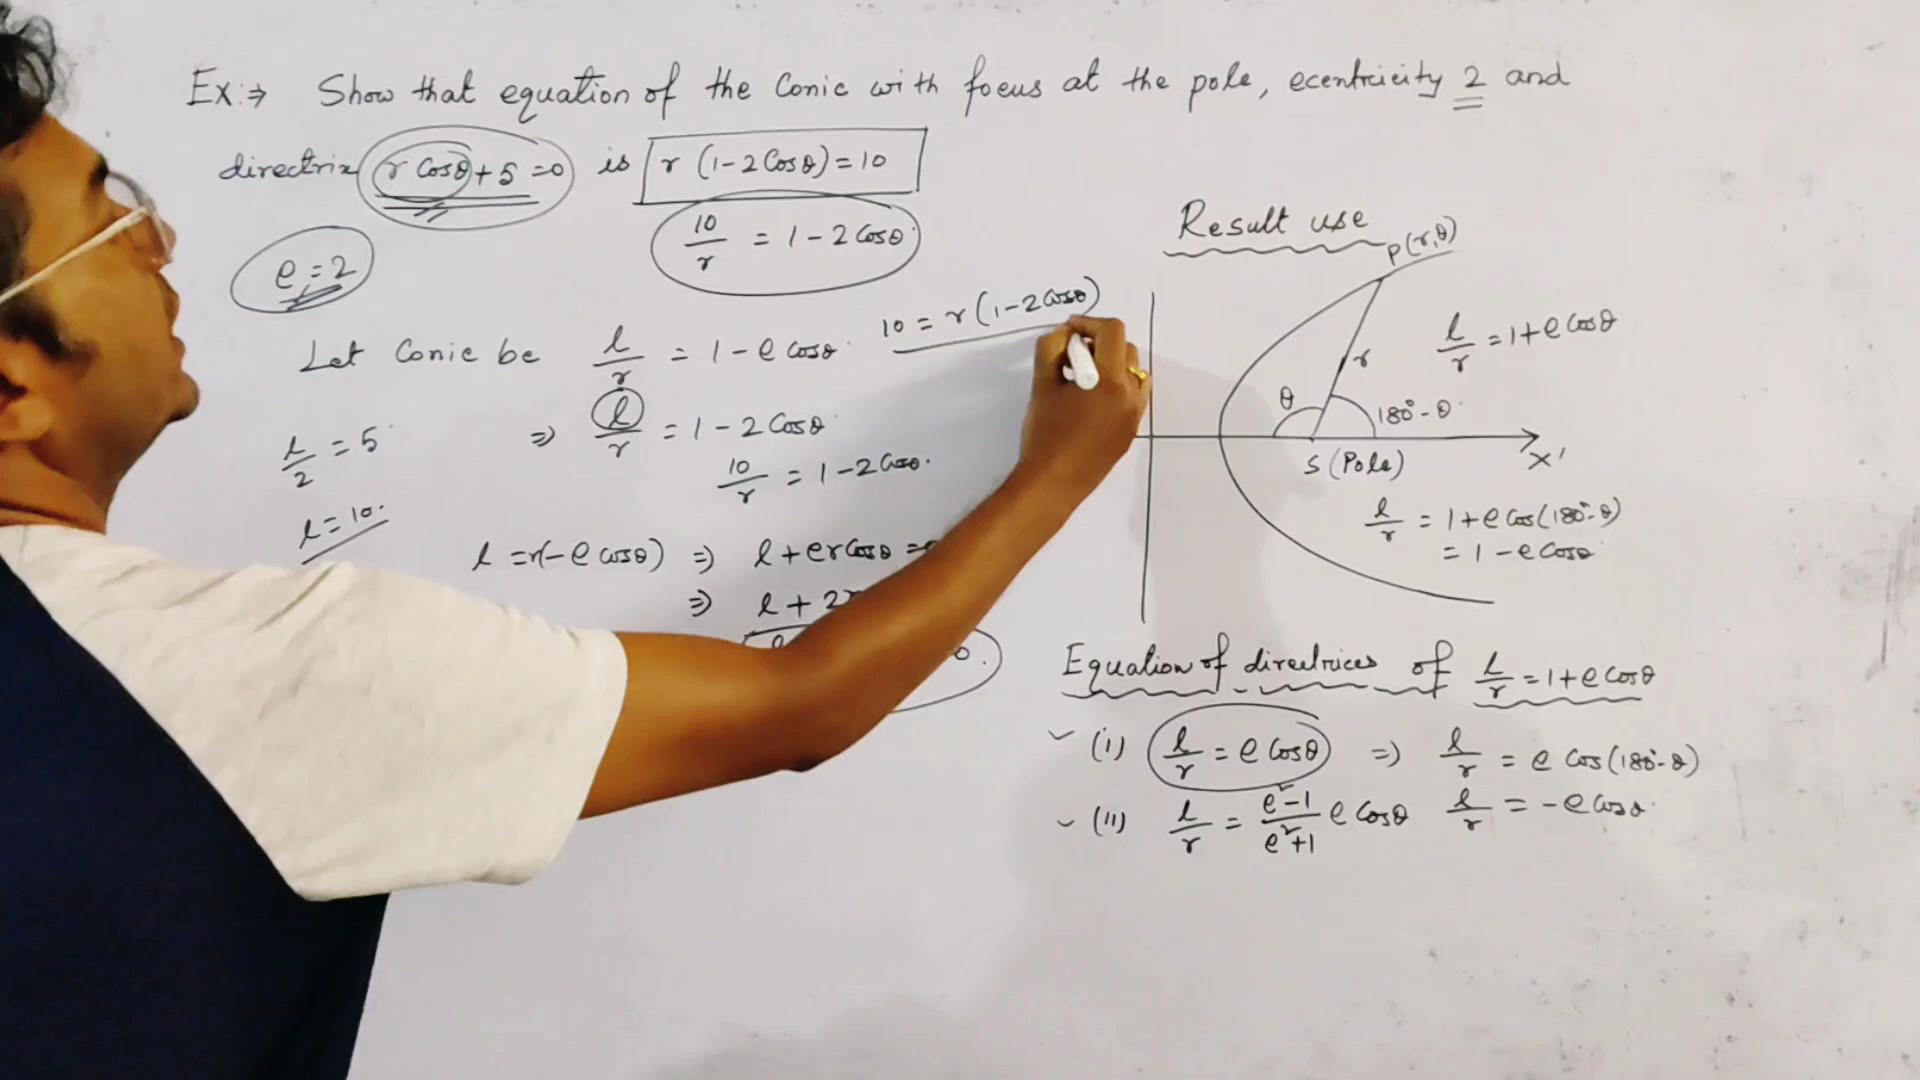 Ex:→ Show that equation of the Conic with focus at the pole, ecentricity 2 and
directrix r Cosθ + 5 = 0 is r (1 - 2 Cosθ) = 10
10/r = 1 - 2 Cosθ
e = 2
10 = r (1 - 2 Cosθ)
Let Conic be l/r = 1 - e Cosθ
⇒ l/r = 1 - 2 Cosθ
l/2 = 5
10/r = 1 - 2 Cosθ.
l = 10.
l = r(-e Cosθ) ⇒ l + er Cosθ =
⇒ l + 2r
0.
Result use
P(r,θ)
l/r = 1 + e Cosθ
r
θ
180° - θ
S (Pole)
X'
l/r = 1 + e Cos(180° - θ)
= 1 - e Cosθ
Equation of directrices of l/r = 1 + e Cosθ
(i) l/r = e Cosθ ⇒ l/r = e Cos(180° - θ)
(ii) l/r = e²-1/e²+1 e Cosθ l/r = - e Cosθ.